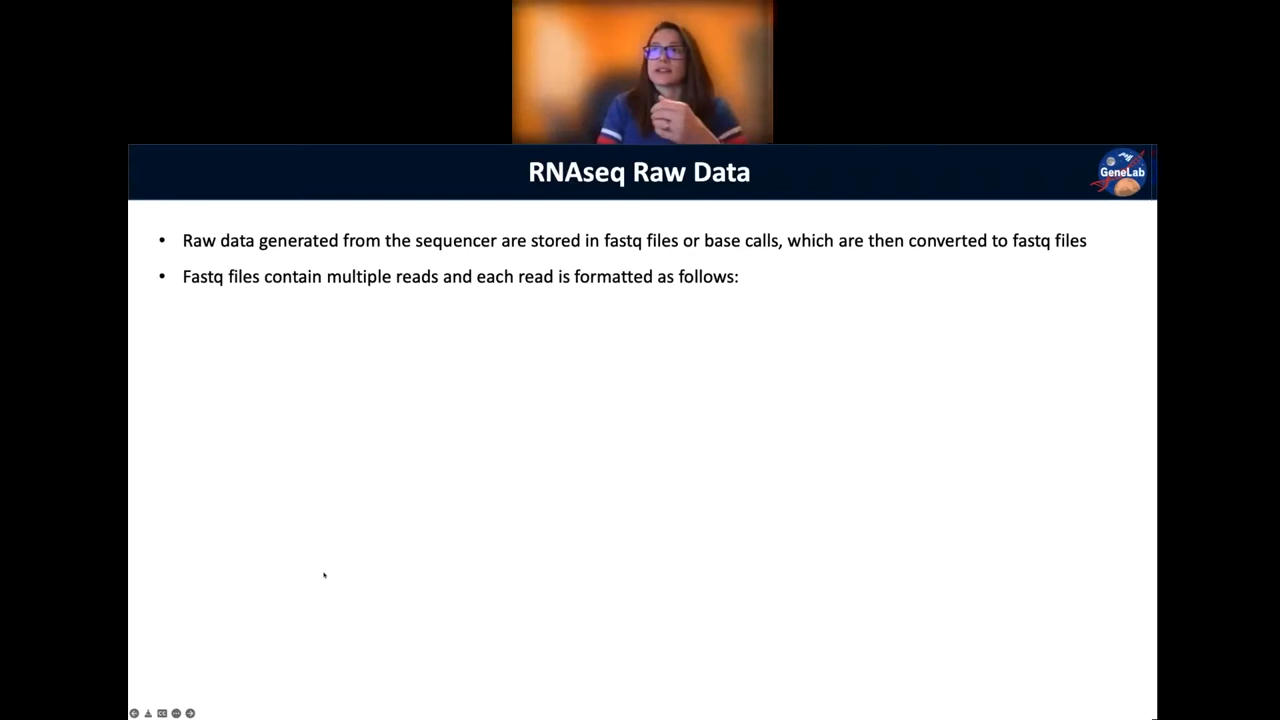 RNAseq Raw Data
GeneLab
• Raw data generated from the sequencer are stored in fastq files or base calls, which are then converted to fastq files
• Fastq files contain multiple reads and each read is formatted as follows: